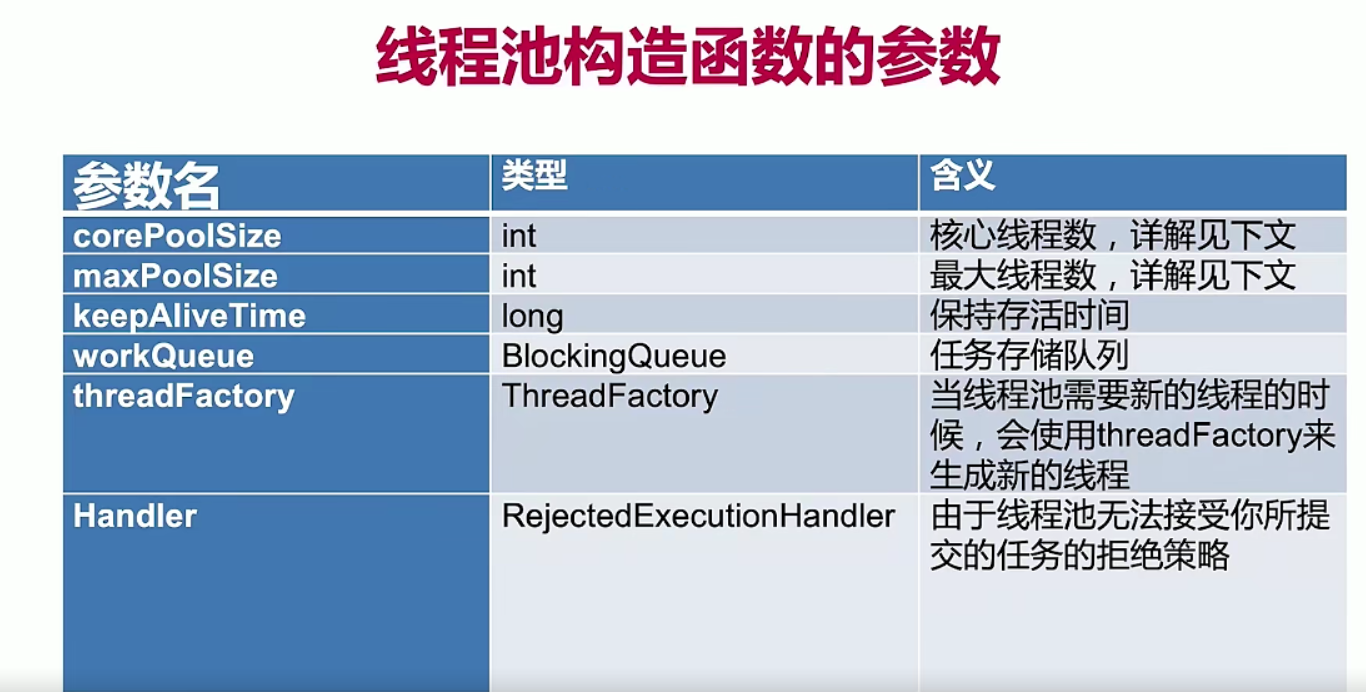 线程池构造函数的参数
参数名 类型 含义
corePoolSize int 核心线程数，详解见下文
maxPoolSize int 最大线程数，详解见下文
keepAliveTime long 保持存活时间
workQueue BlockingQueue 任务存储队列
threadFactory ThreadFactory 当线程池需要新的线程的时
候，会使用threadFactory来
生成新的线程
Handler RejectedExecutionHandler 由于线程池无法接受你所提
交的任务的拒绝策略